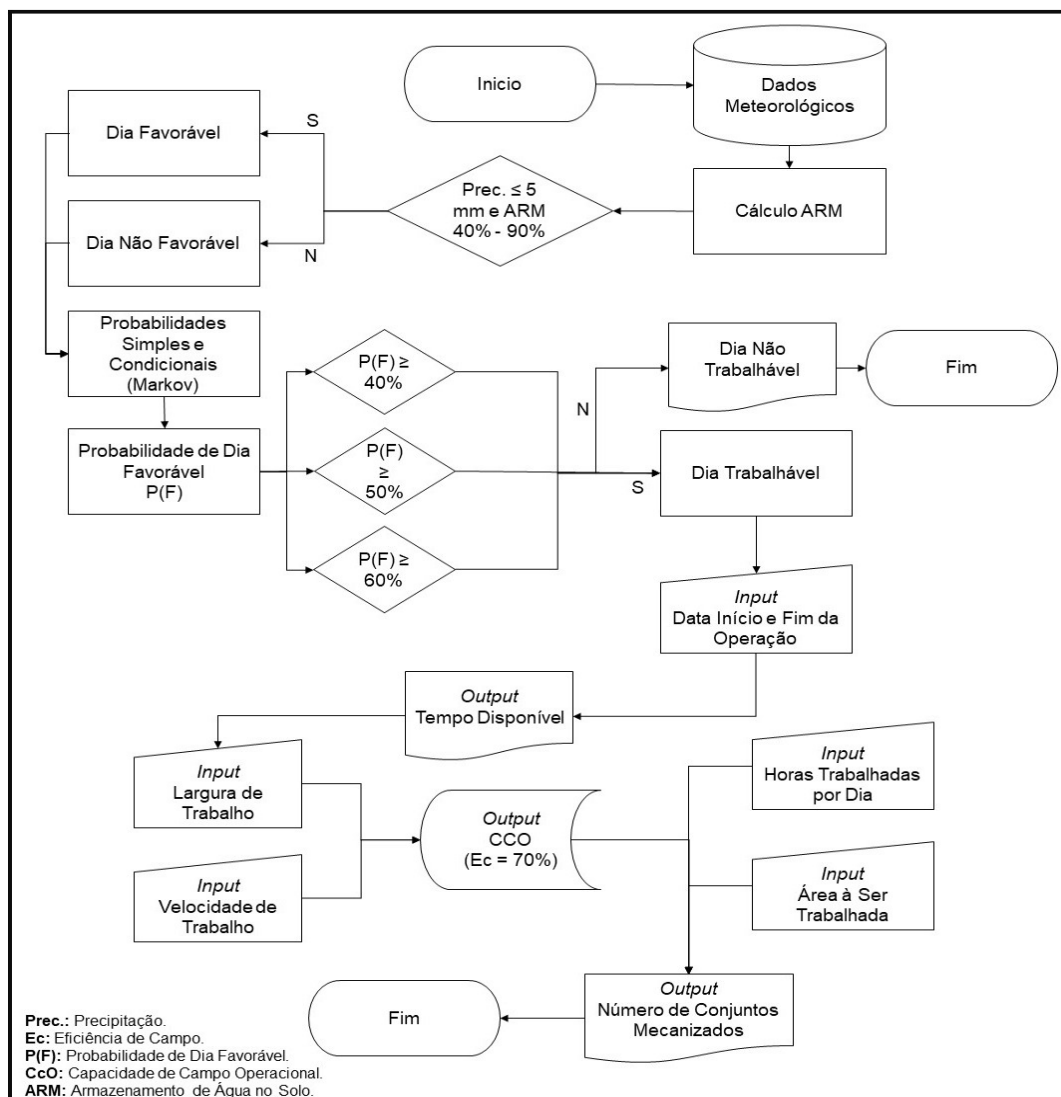 Inicio
Dados
Meteorológicos
Cálculo ARM
Prec. ≤ 5
mm e ARM
40% - 90%
S
N
Dia Favorável
Dia Não Favorável
Probabilidades
Simples e
Condicionais
(Markov)
Probabilidade de Dia
Favorável
P(F)
P(F) ≥
40%
P(F)
≥
50%
P(F) ≥
60%
N
S
Dia Não
Trabalhável
Fim
Dia Trabalhável
Input
Data Início e Fim da
Operação
Output
Tempo Disponível
Input
Largura de
Trabalho
Input
Velocidade de
Trabalho
Output
CCO
(Ec = 70%)
Input
Horas Trabalhadas
por Dia
Input
Área à Ser
Trabalhada
Output
Número de Conjuntos
Mecanizados
Fim
Prec.: Precipitação.
Ec: Eficiência de Campo.
P(F): Probabilidade de Dia Favorável.
CcO: Capacidade de Campo Operacional.
ARM: Armazenamento de Água no Solo.